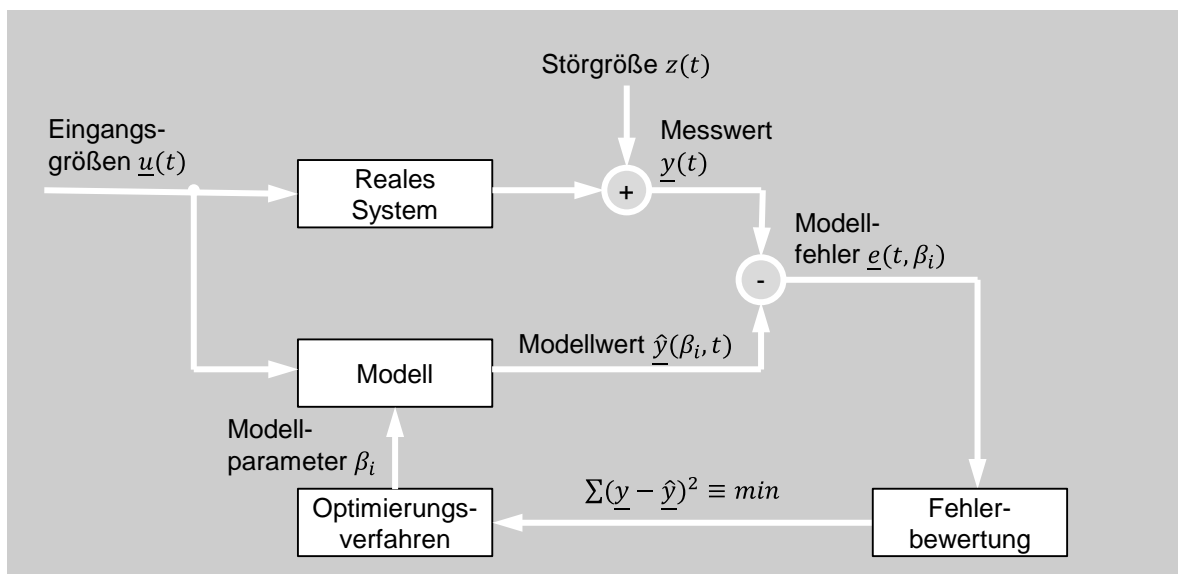 Störgröße z(t)
Eingangs-
größen u(t)
Messwert
y(t)
Reales
System
+
Modell-
fehler e(t, βᵢ)
-
Modellwert ŷ(βᵢ, t)
Modell
Modell-
parameter βᵢ
∑(y − ŷ)² ≡ min
Optimierungs-
verfahren
Fehler-
bewertung